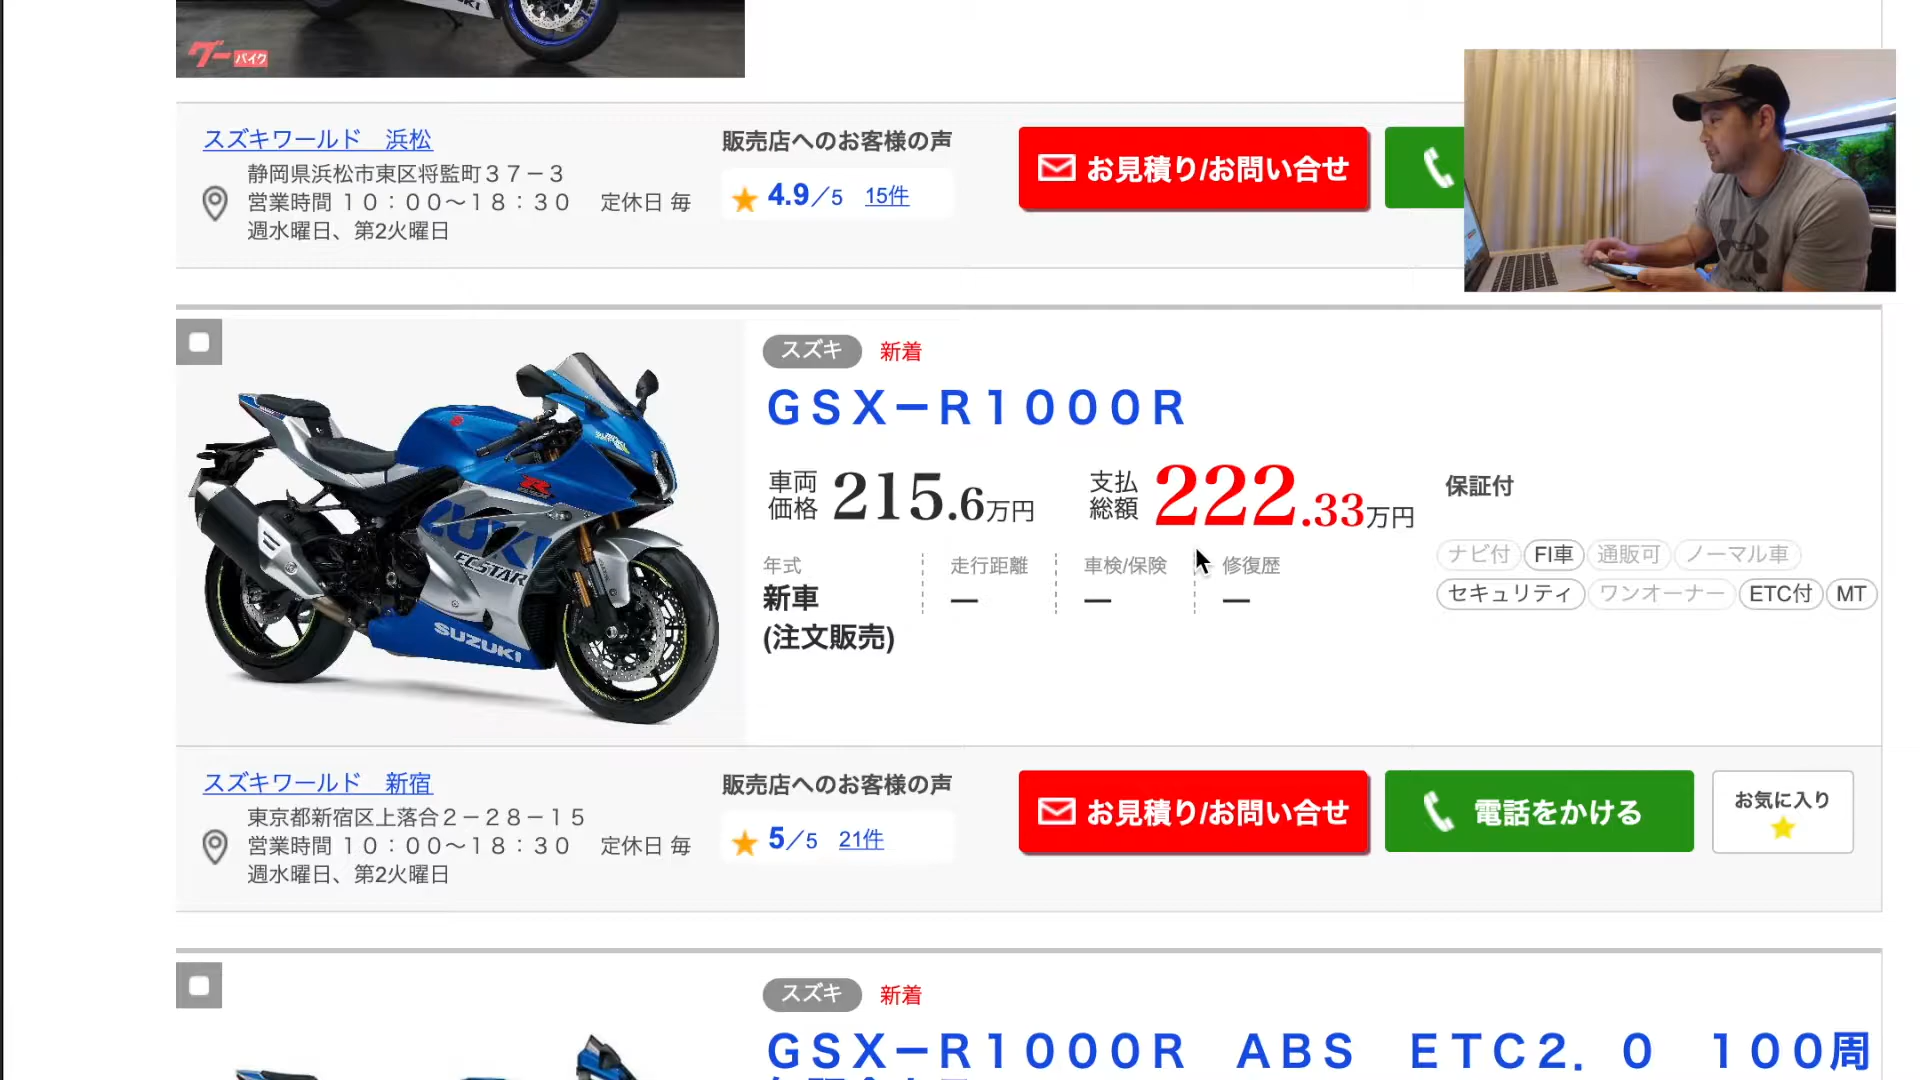 グーバイク
スズキワールド　浜松
静岡県浜松市東区将監町３７－３
営業時間 １０：００～１８：３０　定休日 毎
週水曜日、第2火曜日
販売店へのお客様の声
4.9／5 15件
お見積り/お問い合せ
スズキ 新着
ＧＳＸ－Ｒ１０００Ｒ
車両価格 215.6万円
支払総額 222.33万円
保証付
年式
新車
(注文販売)
走行距離
—
車検/保険
—
修復歴
—
ナビ付 FI車 通販可 ノーマル車
セキュリティ ワンオーナー ETC付 MT
SUZUKI
ECSTAR
スズキワールド　新宿
東京都新宿区上落合２－２８－１５
営業時間 １０：００～１８：３０　定休日 毎
週水曜日、第2火曜日
販売店へのお客様の声
5／5 21件
お見積り/お問い合せ
電話をかける
お気に入り
スズキ 新着
ＧＳＸ－Ｒ１０００Ｒ　ＡＢＳ　ＥＴＣ２．０　１００周